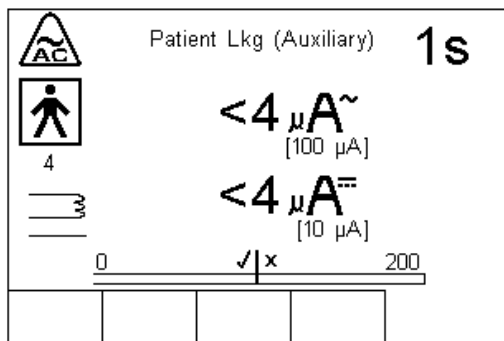 AC
Patient Lkg (Auxiliary)
1s
4
<4 µA~
[100 µA]
<4 µA⎓
[10 µA]
0 ✓ x 200